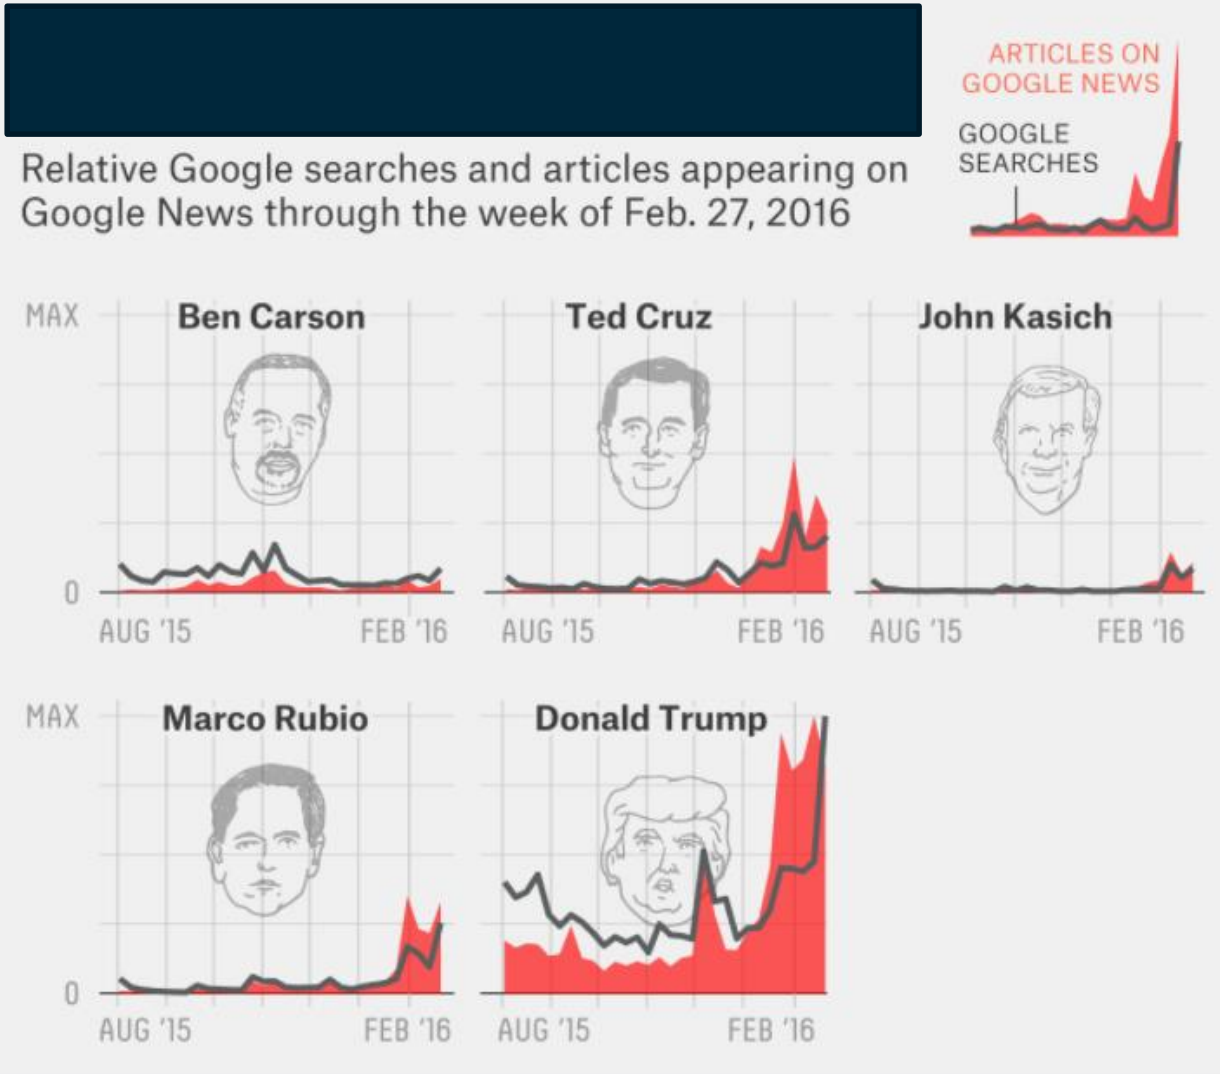 ARTICLES ON
GOOGLE NEWS
GOOGLE
SEARCHES
Relative Google searches and articles appearing on
Google News through the week of Feb. 27, 2016
MAX
Ben Carson
Ted Cruz
John Kasich
0
AUG '15
FEB '16
AUG '15
FEB '16
AUG '15
FEB '16
MAX
Marco Rubio
Donald Trump
0
AUG '15
FEB '16
AUG '15
FEB '16